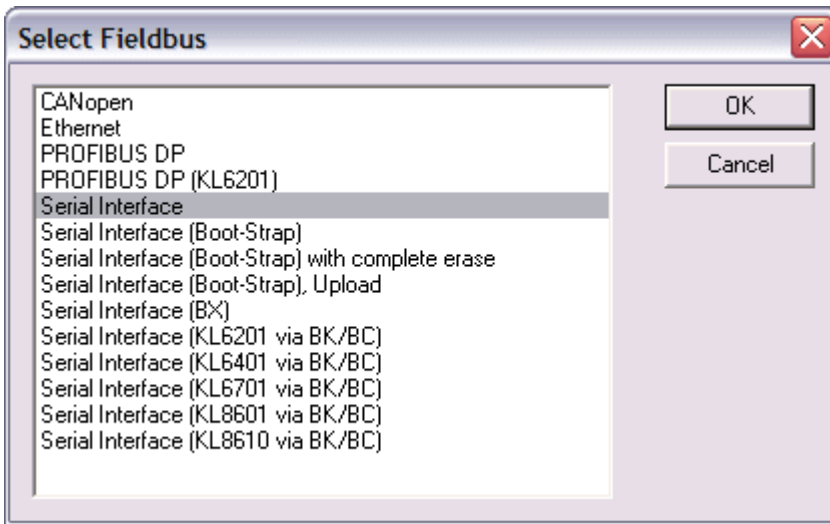 Select Fieldbus
CANopen
Ethernet
PROFIBUS DP
PROFIBUS DP (KL6201)
Serial Interface
Serial Interface (Boot-Strap)
Serial Interface (Boot-Strap) with complete erase
Serial Interface (Boot-Strap), Upload
Serial Interface (BX)
Serial Interface (KL6201 via BK/BC)
Serial Interface (KL6401 via BK/BC)
Serial Interface (KL6701 via BK/BC)
Serial Interface (KL8601 via BK/BC)
Serial Interface (KL8610 via BK/BC)
OK
Cancel